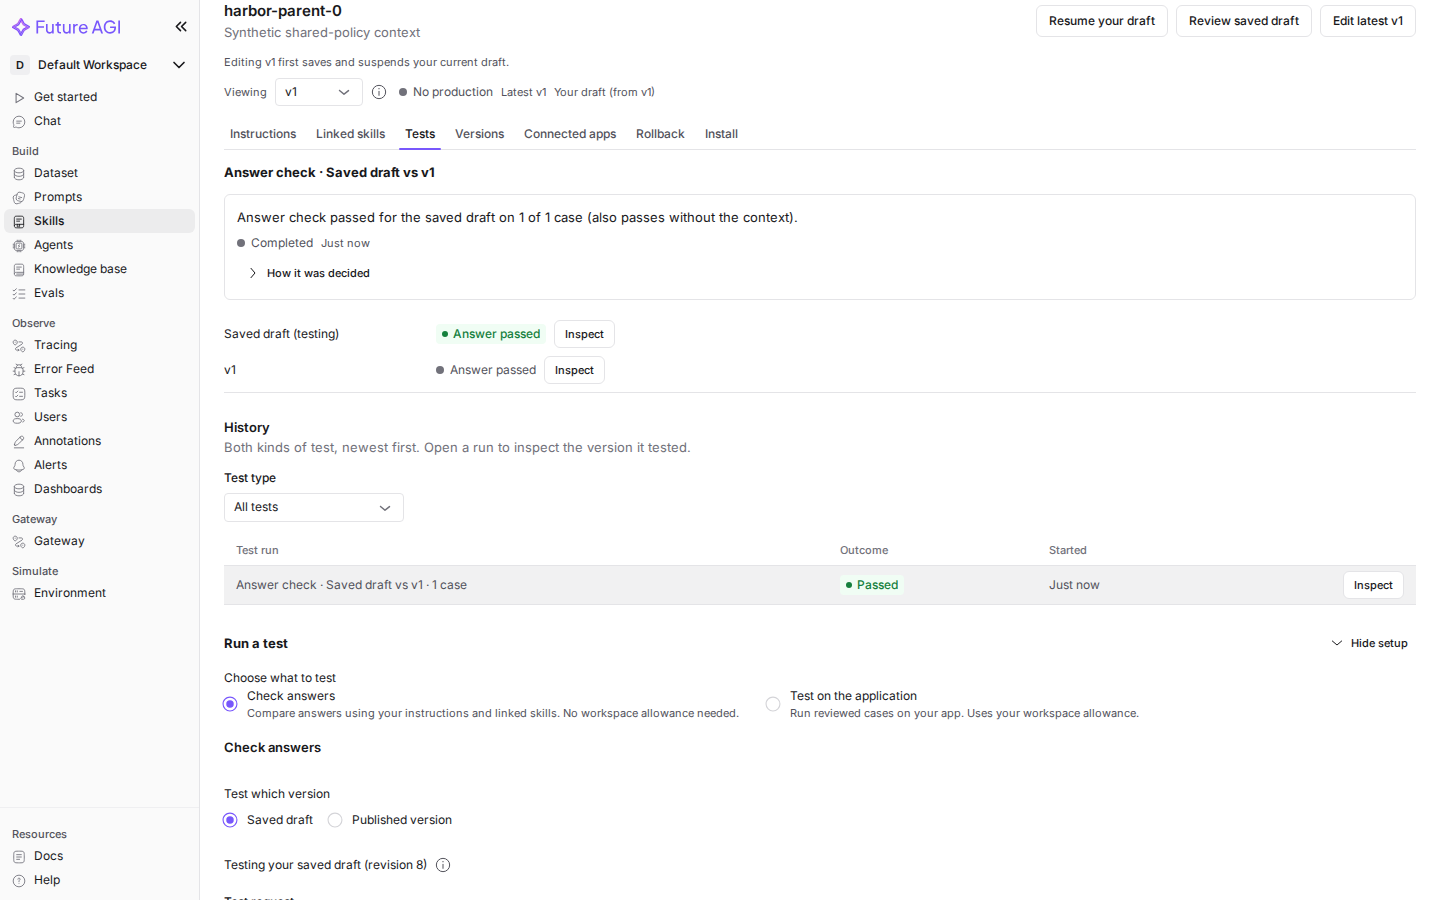 Future AGI
D Default Workspace
Get started
Chat
Build
Dataset
Prompts
Skills
Agents
Knowledge base
Evals
Observe
Tracing
Error Feed
Tasks
Users
Annotations
Alerts
Dashboards
Gateway
Gateway
Simulate
Environment
Resources
Docs
Help
harbor-parent-0
Synthetic shared-policy context
Resume your draft
Review saved draft
Edit latest v1
Editing v1 first saves and suspends your current draft.
Viewing v1 No production Latest v1 Your draft (from v1)
Instructions Linked skills Tests Versions Connected apps Rollback Install
Answer check · Saved draft vs v1
Answer check passed for the saved draft on 1 of 1 case (also passes without the context).
Completed Just now
How it was decided
Saved draft (testing) Answer passed Inspect
v1 Answer passed Inspect
History
Both kinds of test, newest first. Open a run to inspect the version it tested.
Test type
All tests
Test run Outcome Started
Answer check · Saved draft vs v1 · 1 case Passed Just now Inspect
Run a test Hide setup
Choose what to test
Check answers
Compare answers using your instructions and linked skills. No workspace allowance needed.
Test on the application
Run reviewed cases on your app. Uses your workspace allowance.
Check answers
Test which version
Saved draft Published version
Testing your saved draft (revision 8)
Test request